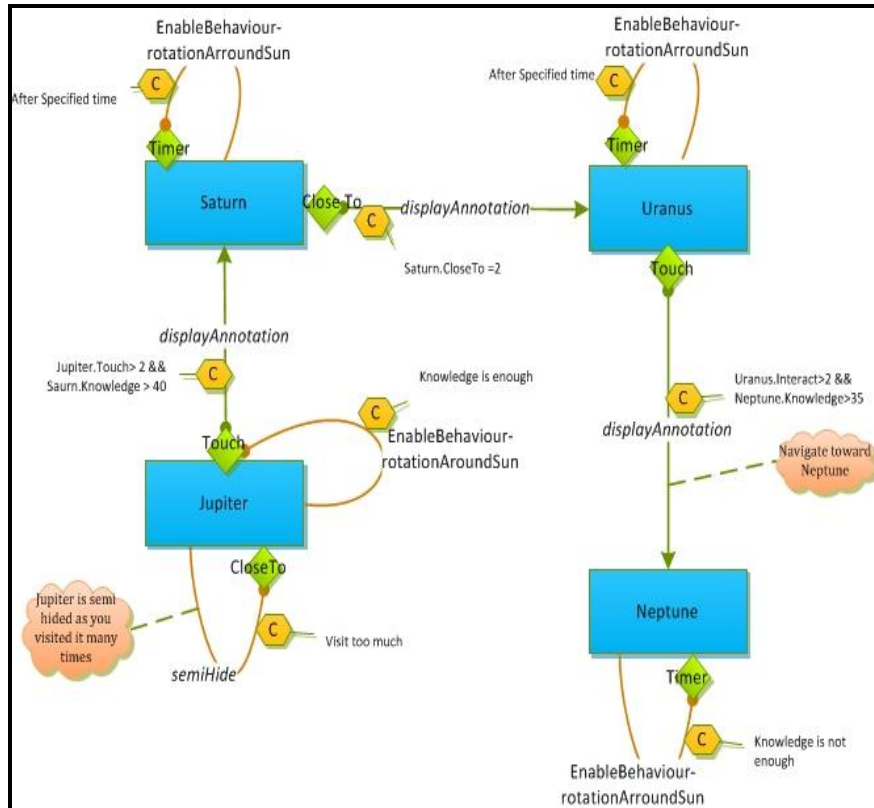 EnableBehaviour-
rotationArroundSun
C
After Specified time
Timer
Saturn
Close To
C
displayAnnotation
Saturn.CloseTo =2
EnableBehaviour-
rotationArroundSun
After Specified time
C
Timer
Uranus
Touch
displayAnnotation
Jupiter.Touch> 2 &&
Saurn.Knowledge > 40
C
Touch
Knowledge is enough
C
EnableBehaviour-
rotationAroundSun
Jupiter
CloseTo
C
Visit too much
semiHide
Jupiter is semi
hided as you
visited it many
times
C
Uranus.Interact>2 &&
Neptune.Knowledge>35
displayAnnotation
Navigate toward
Neptune
Neptune
Timer
C
Knowledge is not
enough
EnableBehaviour-
rotationArroundSun